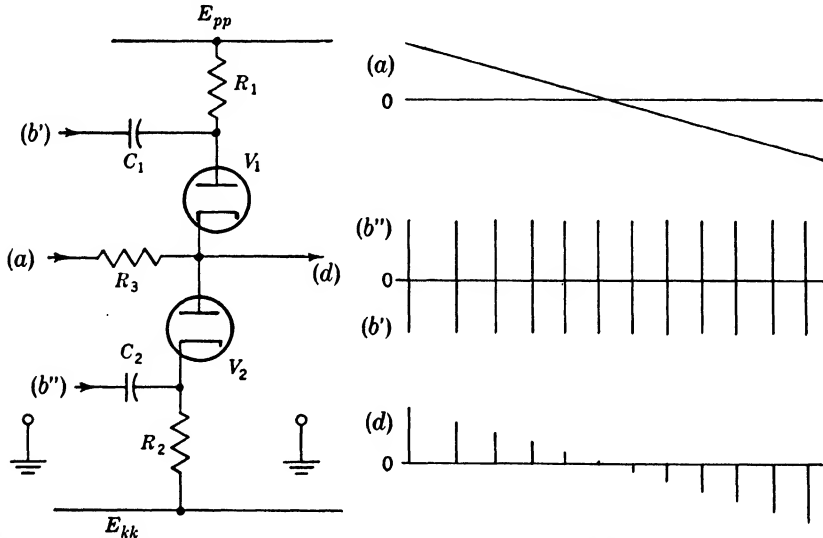 E_pp
R_1
(b')
C_1
V_1
(a)
R_3
(d)
C_2
V_2
(b")
R_2
E_kk
(a)
0
(b")
0
(b')
(d)
0